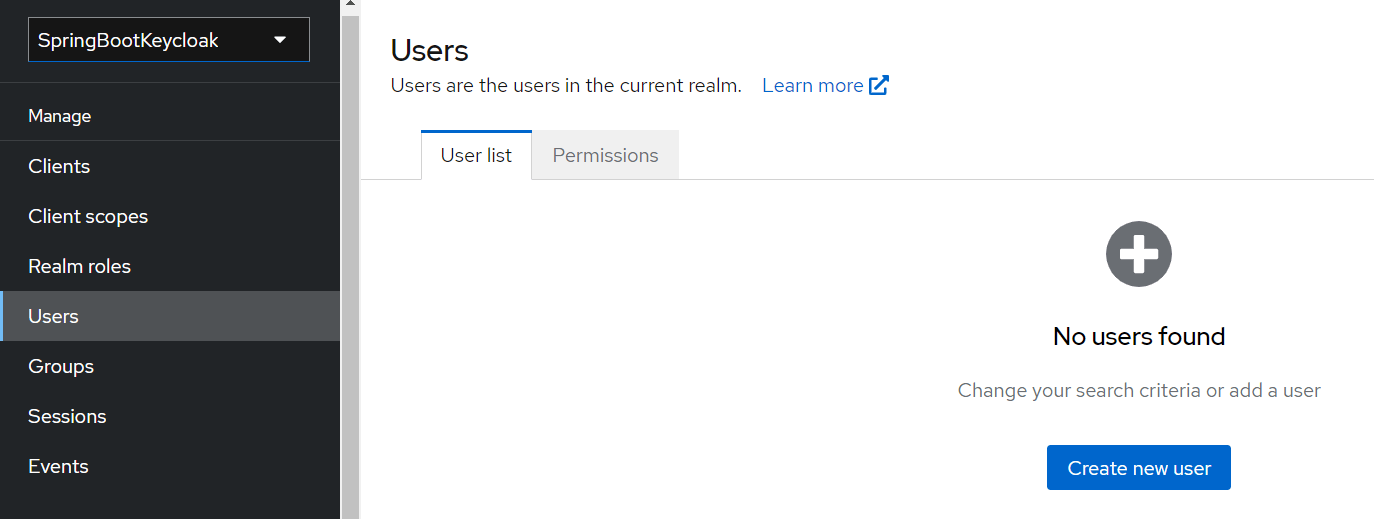 SpringBootKeycloak
Manage
Clients
Client scopes
Realm roles
Users
Groups
Sessions
Events
Users
Users are the users in the current realm. Learn more
User list Permissions
No users found
Change your search criteria or add a user
Create new user